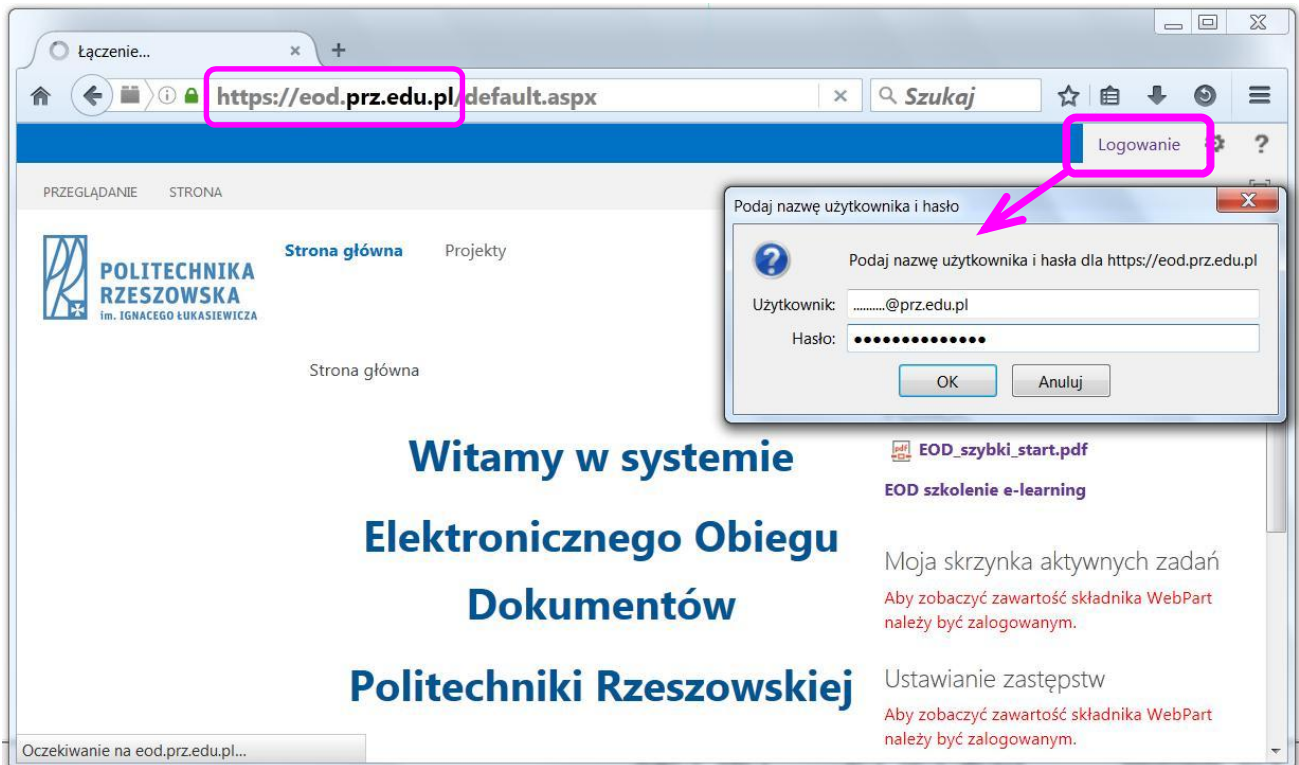 Łączenie...
https://eod.prz.edu.pl/default.aspx
Szukaj
Logowanie
?
PRZEGLĄDANIE STRONA
Podaj nazwę użytkownika i hasło
POLITECHNIKA
RZESZOWSKA
im. IGNACEGO ŁUKASIEWICZA
Strona główna Projekty
Podaj nazwę użytkownika i hasła dla https://eod.prz.edu.pl
Użytkownik: ..........@prz.edu.pl
Hasło: ●●●●●●●●●●●●●●
OK Anuluj
Strona główna
Witamy w systemie
Elektronicznego Obiegu
Dokumentów
Politechniki Rzeszowskiej
EOD_szybki_start.pdf
EOD szkolenie e-learning
Moja skrzynka aktywnych zadań
Aby zobaczyć zawartość składnika WebPart
należy być zalogowanym.
Ustawianie zastępstw
Aby zobaczyć zawartość składnika WebPart
należy być zalogowanym.
Oczekiwanie na eod.prz.edu.pl...